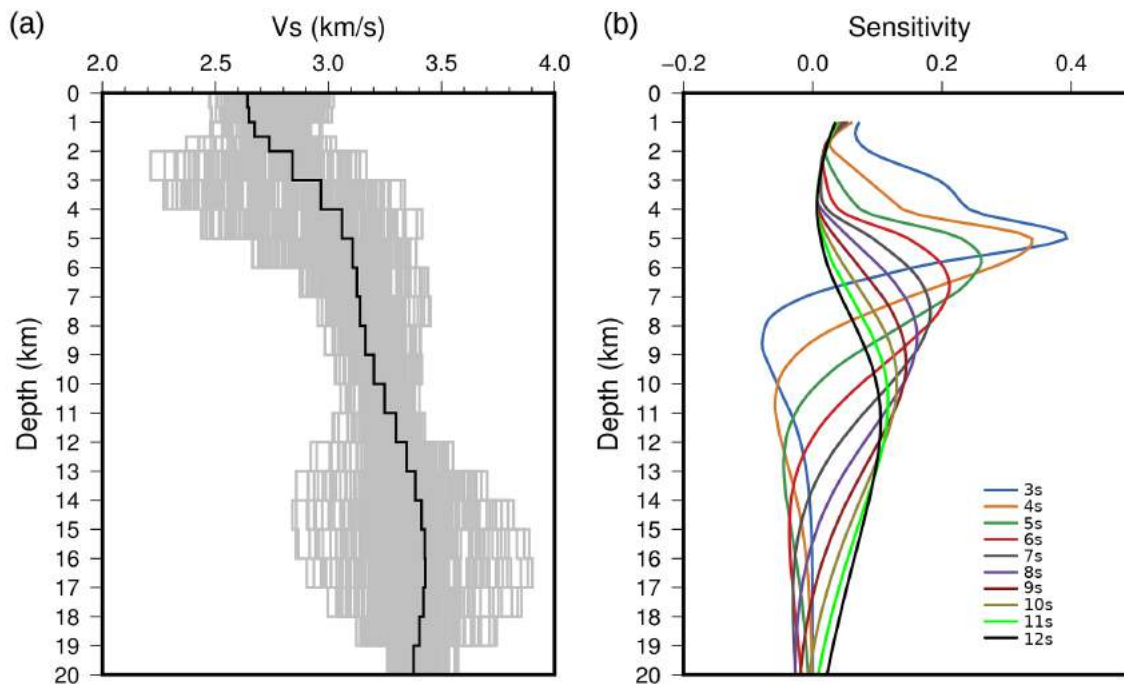 (a)
Vs (km/s)
2.0 2.5 3.0 3.5 4.0
Depth (km)
0
1
2
3
4
5
6
7
8
9
10
11
12
13
14
15
16
17
18
19
20
(b)
Sensitivity
−0.2 0.0 0.2 0.4
Depth (km)
0
1
2
3
4
5
6
7
8
9
10
11
12
13
14
15
16
17
18
19
20
3s
4s
5s
6s
7s
8s
9s
10s
11s
12s